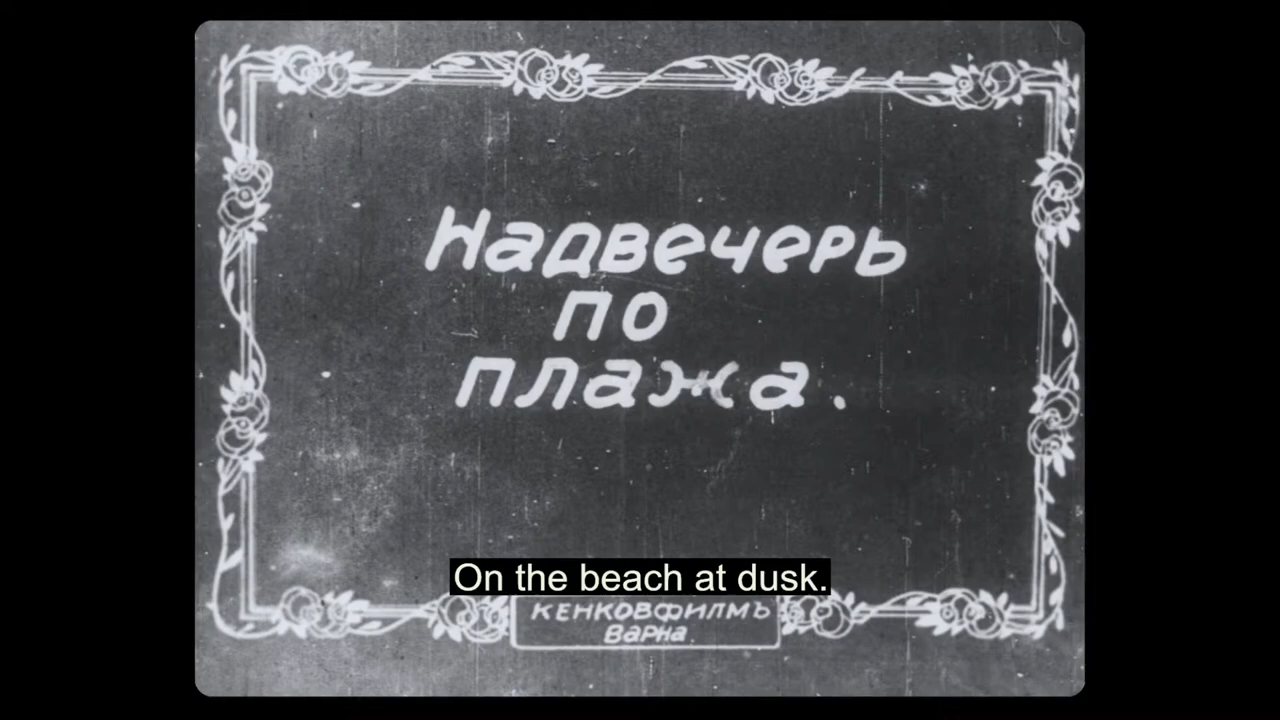 Надвечерь
по
плажа.
On the beach at dusk.
КЕНКОВФИЛМЪ
ВАРНА.